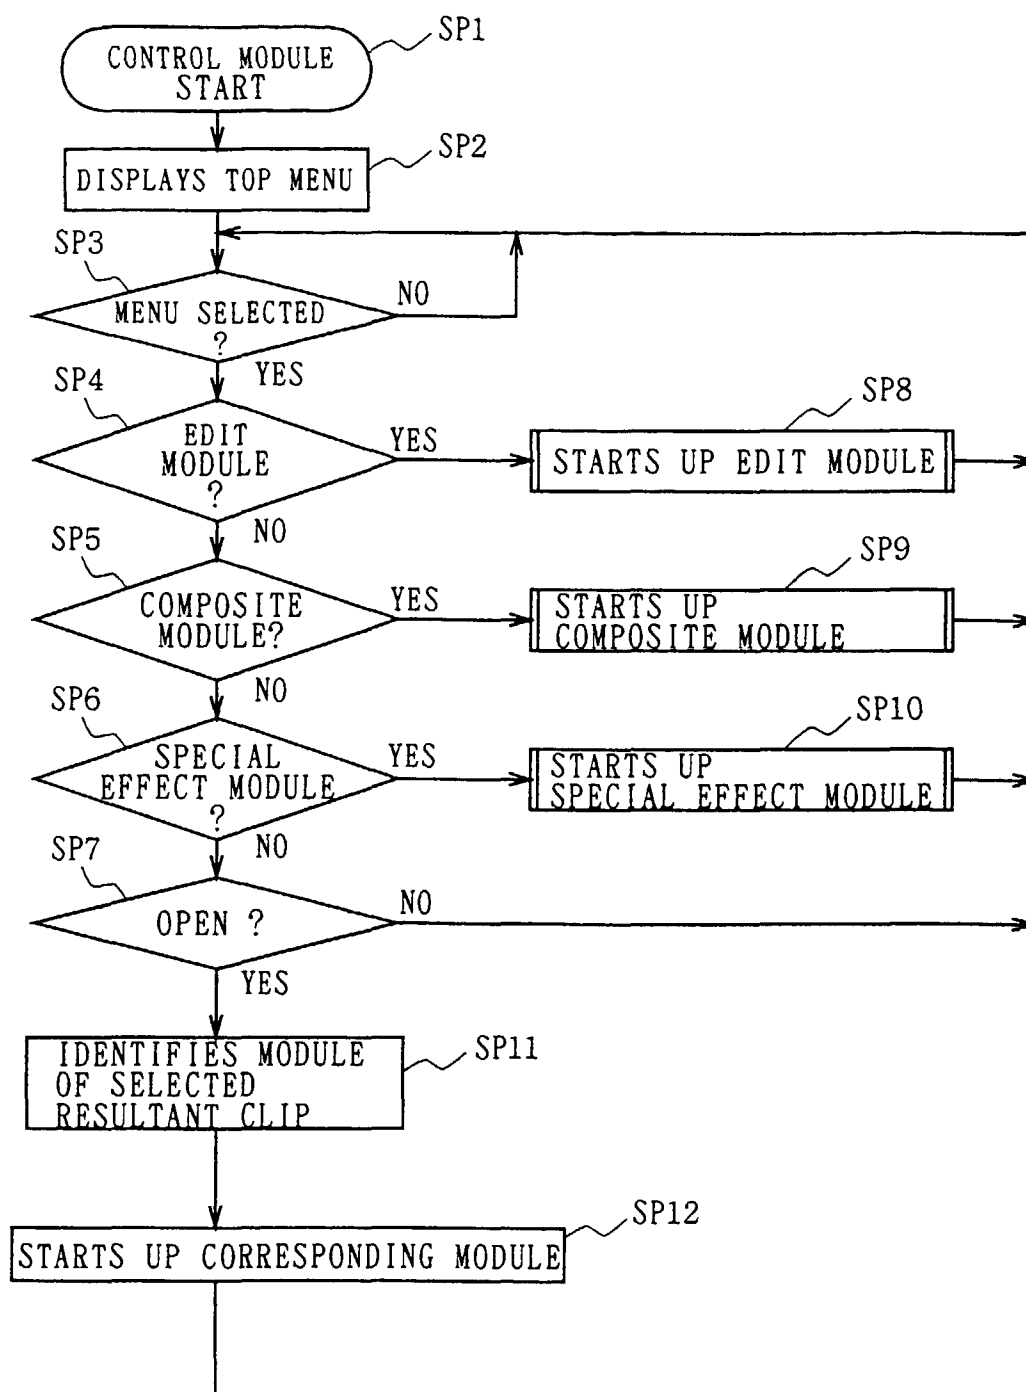 SP1
CONTROL MODULE
START
SP2
DISPLAYS TOP MENU
SP3
MENU SELECTED
?
NO
YES
SP4
EDIT
MODULE
?
YES
NO
SP8
STARTS UP EDIT MODULE
SP5
COMPOSITE
MODULE?
YES
NO
SP9
STARTS UP
COMPOSITE MODULE
SP6
SPECIAL
EFFECT MODULE
?
YES
NO
SP10
STARTS UP
SPECIAL EFFECT MODULE
SP7
OPEN ?
NO
YES
SP11
IDENTIFIES MODULE
OF SELECTED
RESULTANT CLIP
SP12
STARTS UP CORRESPONDING MODULE